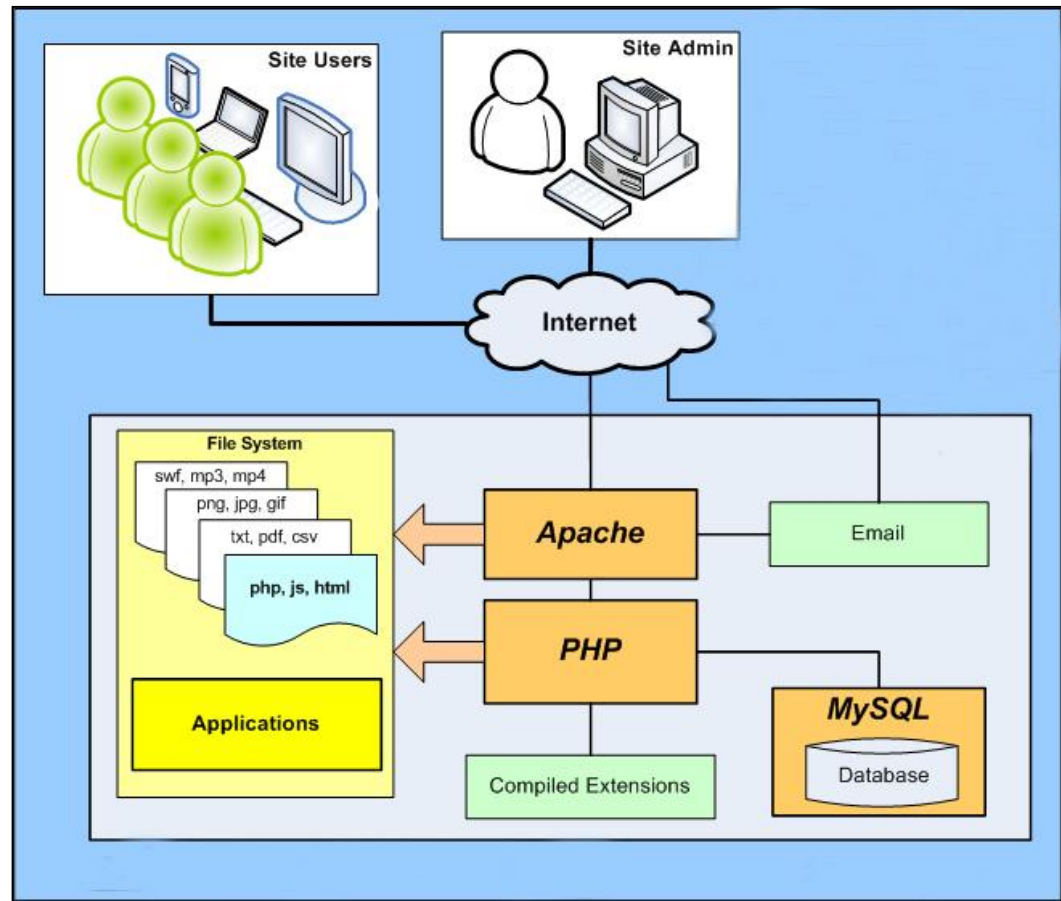 Site Users
Site Admin
Internet
File System
swf, mp3, mp4
png, jpg, gif
txt, pdf, csv
php, js, html
Applications
Apache
Email
PHP
Compiled Extensions
MySQL
Database